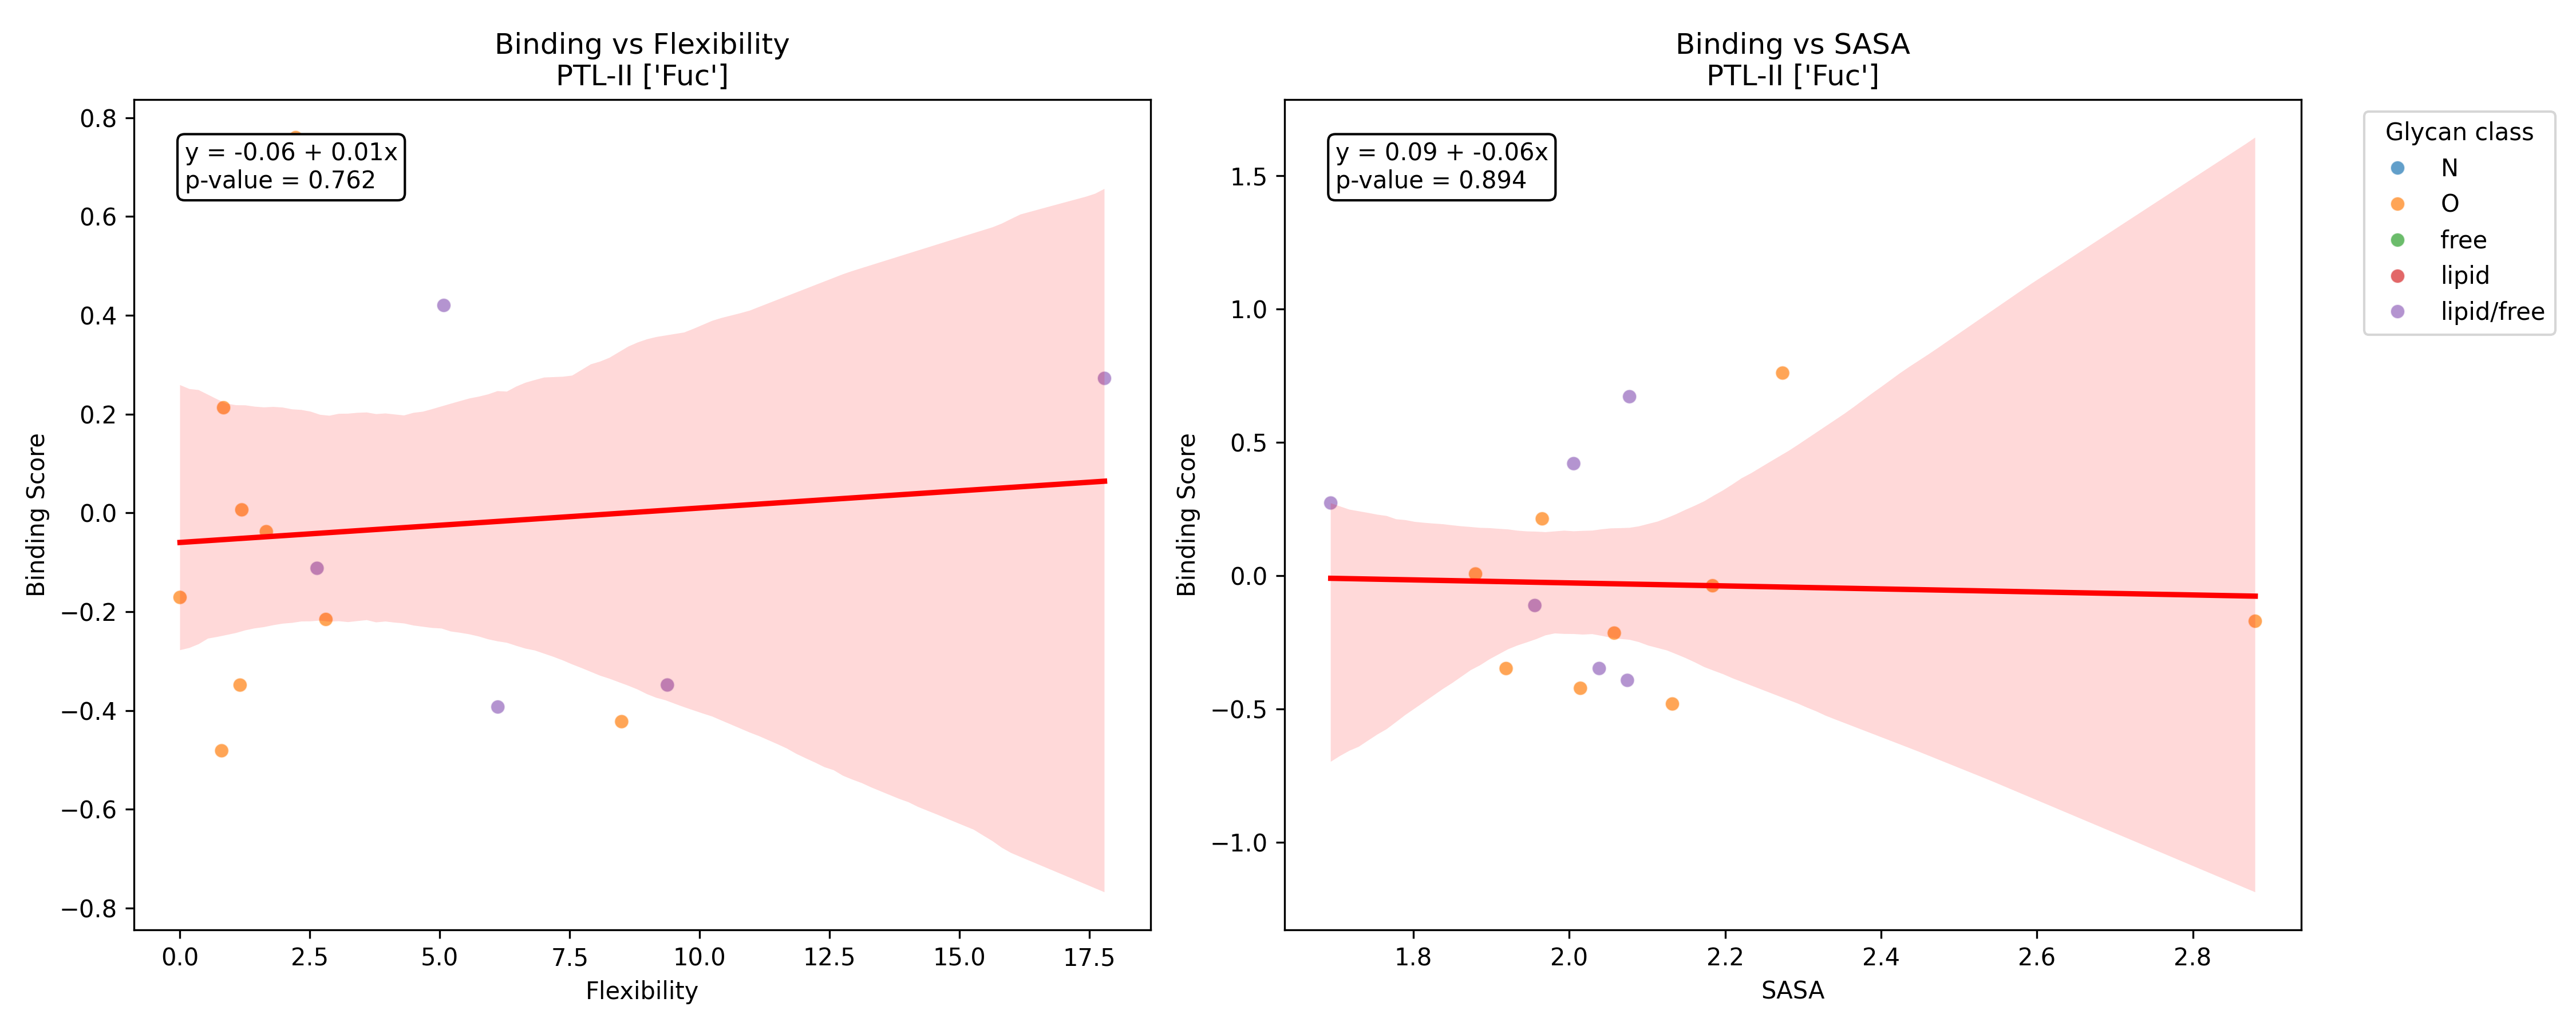 Binding vs Flexibility
PTL-II ['Fuc']
y = -0.06 + 0.01x
p-value = 0.762
Binding Score
0.8
0.6
0.4
0.2
0.0
−0.2
−0.4
−0.6
−0.8
0.0 2.5 5.0 7.5 10.0 12.5 15.0 17.5
Flexibility
Binding vs SASA
PTL-II ['Fuc']
y = 0.09 + -0.06x
p-value = 0.894
Binding Score
1.5
1.0
0.5
0.0
−0.5
−1.0
1.8 2.0 2.2 2.4 2.6 2.8
SASA
Glycan class
N
O
free
lipid
lipid/free